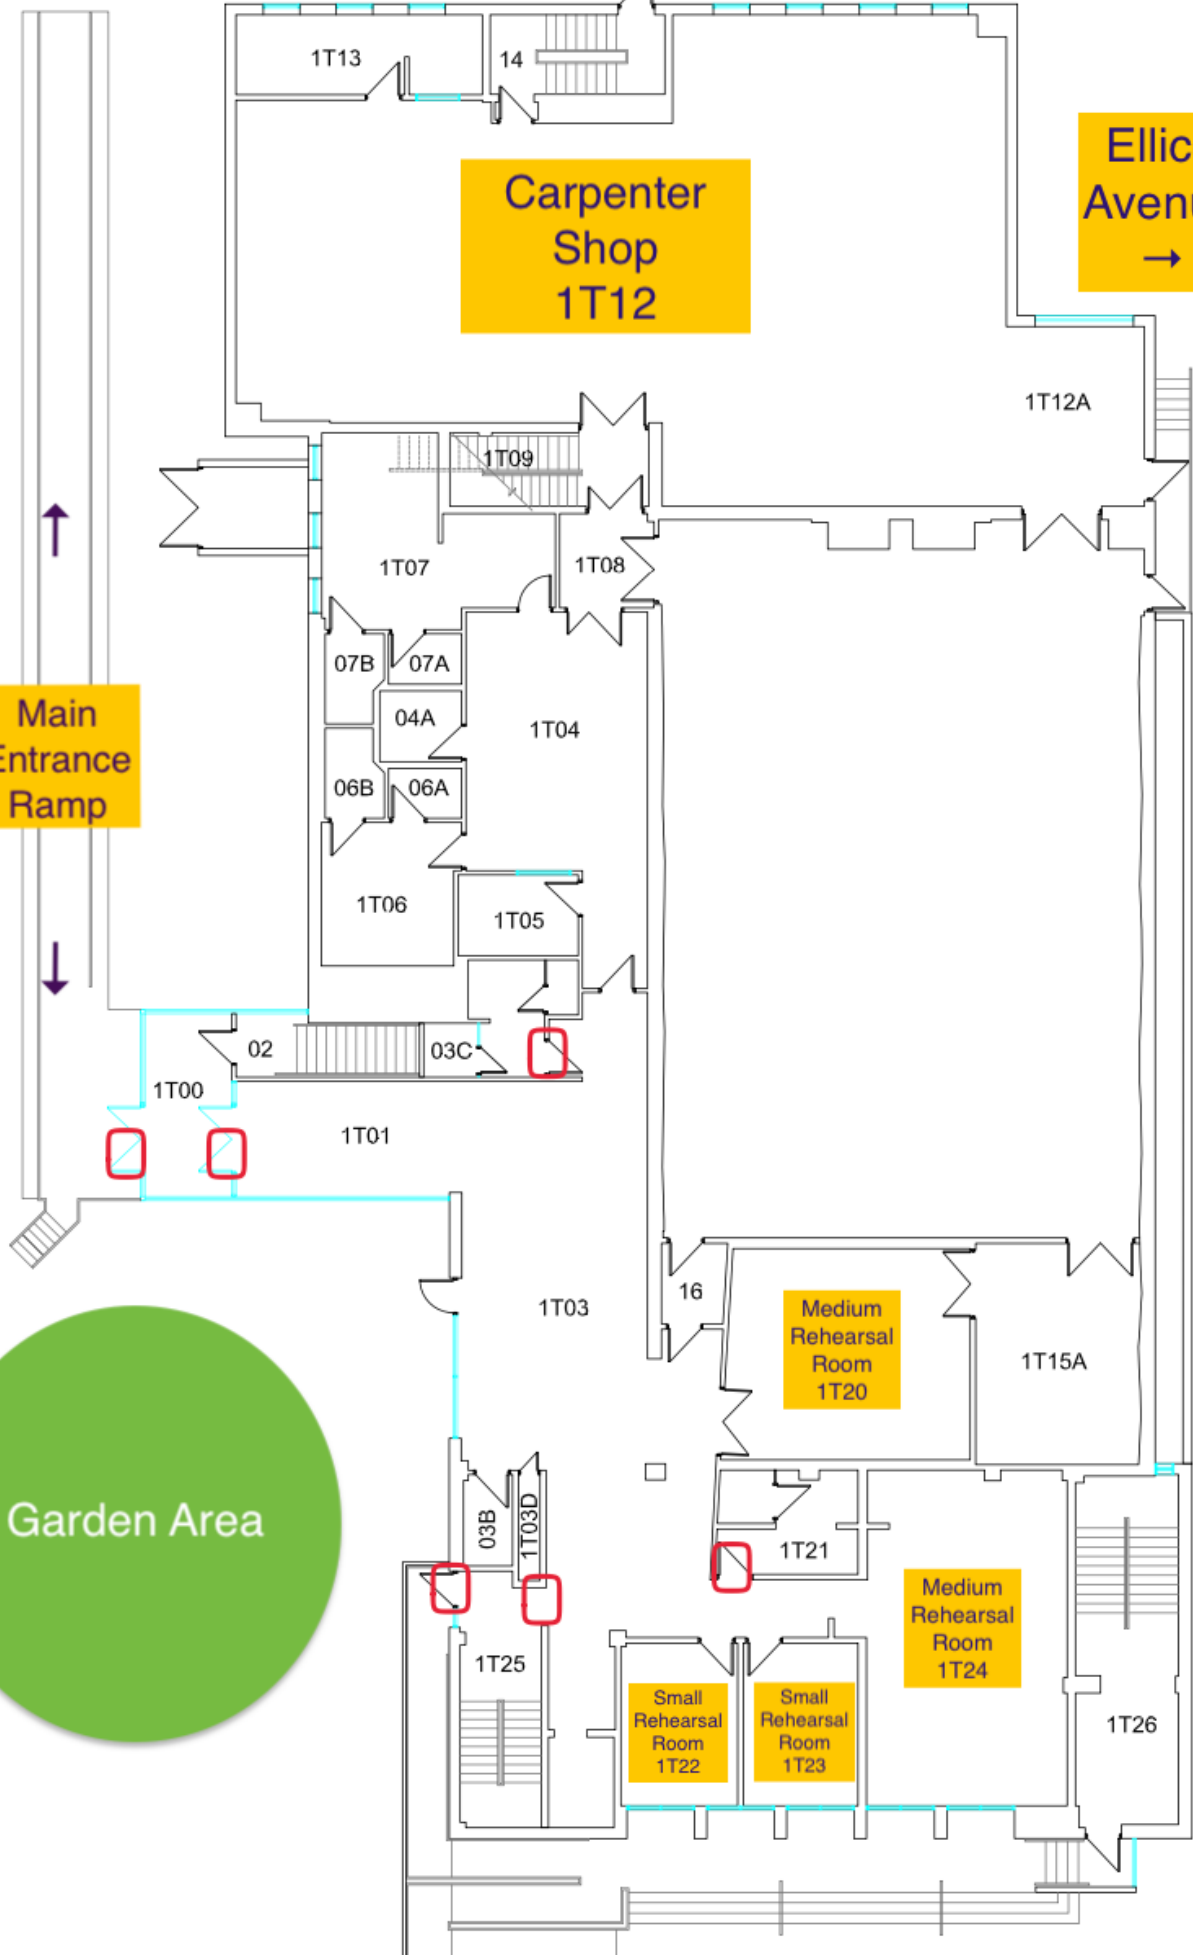 1T13
14
Carpenter
Shop
1T12
Ellic
Avenu
→
1T12A
1T09
1T07
1T08
07B
07A
04A
1T04
Main
Entrance
Ramp
06B
06A
1T06
1T05
02
03C
1T00
1T01
1T03
16
Medium
Rehearsal
Room
1T20
1T15A
Garden Area
03B
1T03D
1T21
Medium
Rehearsal
Room
1T24
1T25
Small
Rehearsal
Room
1T22
Small
Rehearsal
Room
1T23
1T26